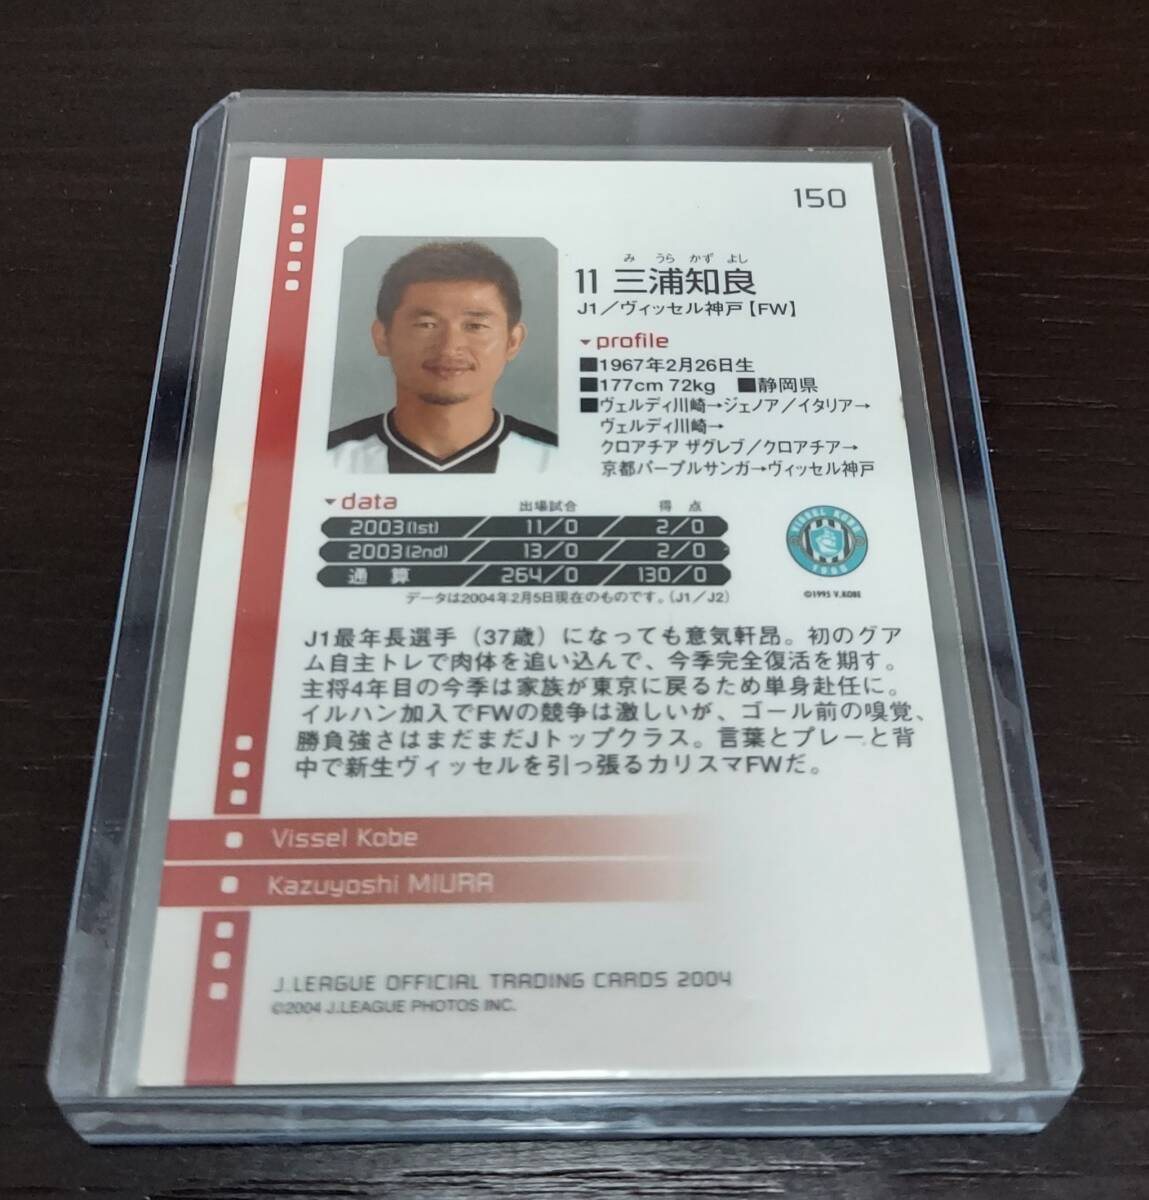 150
み うら かず よし
11 三浦知良
J1／ヴィッセル神戸【FW】
profile
■1967年2月26日生
■177cm 72kg ■静岡県
■ヴェルディ川崎→ジェノア／イタリア→
ヴェルディ川崎→
クロアチア ザグレブ／クロアチア→
京都パープルサンガ→ヴィッセル神戸
data 出場試合 得 点
2003(1st) 11/0 2/0
2003(2nd) 13/0 2/0
通 算 264/0 130/0
データは2004年2月5日現在のものです。(J1／J2)
VISSEL KOBE
1995
©1995 V.KOBE
J1最年長選手（37歳）になっても意気軒昂。初のグア
ム自主トレで肉体を追い込んで、今季完全復活を期す。
主将4年目の今季は家族が東京に戻るため単身赴任に。
イルハン加入でFWの競争は激しいが、ゴール前の嗅覚、
勝負強さはまだまだJトップクラス。言葉とプレーと背
中で新生ヴィッセルを引っ張るカリスマFWだ。
Vissel Kobe
Kazuyoshi MIURA
J.LEAGUE OFFICIAL TRADING CARDS 2004
©2004 J.LEAGUE PHOTOS INC.